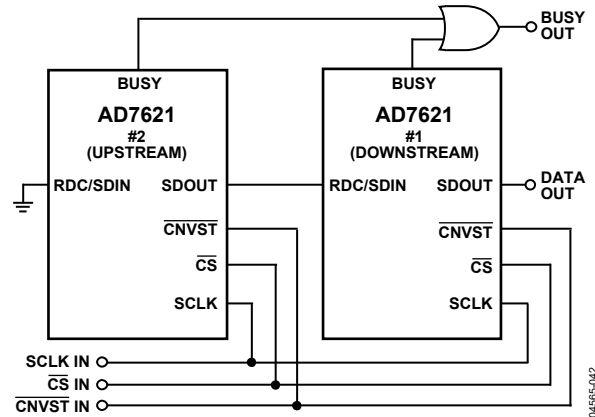 BUSY
OUT
BUSY
AD7621
#2
(UPSTREAM)
RDC/SDIN
SDOUT
CNVST
CS
SCLK
BUSY
AD7621
#1
(DOWNSTREAM)
RDC/SDIN
SDOUT
CNVST
CS
SCLK
DATA
OUT
SCLK IN
CS IN
CNVST IN
04565-042